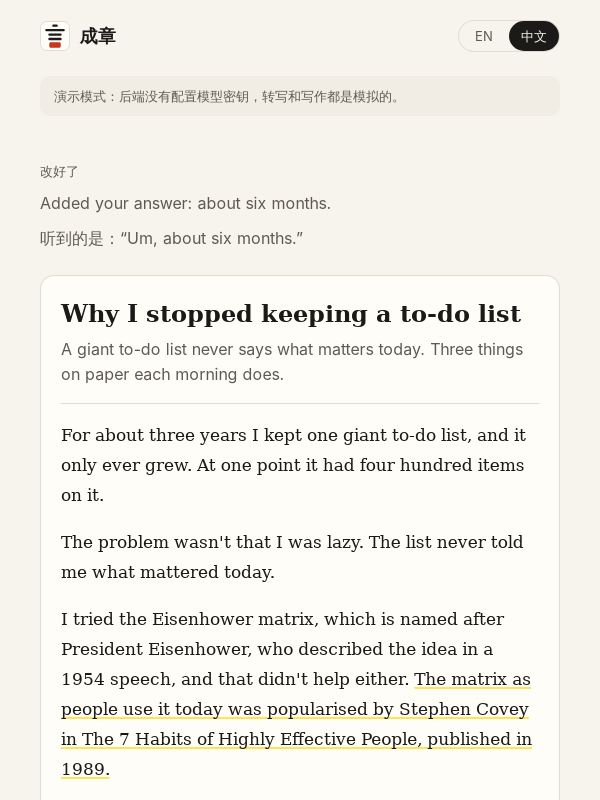 成章
EN
中文
演示模式：后端没有配置模型密钥，转写和写作都是模拟的。
改好了
Added your answer: about six months.
听到的是：“Um, about six months.”
Why I stopped keeping a to-do list
A giant to-do list never says what matters today. Three things
on paper each morning does.
For about three years I kept one giant to-do list, and it
only ever grew. At one point it had four hundred items
on it.
The problem wasn't that I was lazy. The list never told
me what mattered today.
I tried the Eisenhower matrix, which is named after
President Eisenhower, who described the idea in a
1954 speech, and that didn't help either. The matrix as
people use it today was popularised by Stephen Covey
in The 7 Habits of Highly Effective People, published in
1989.